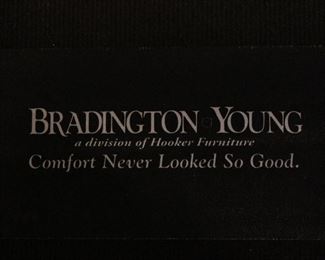 BRADINGTON YOUNG
a division of Hooker Furniture
Comfort Never Looked So Good.